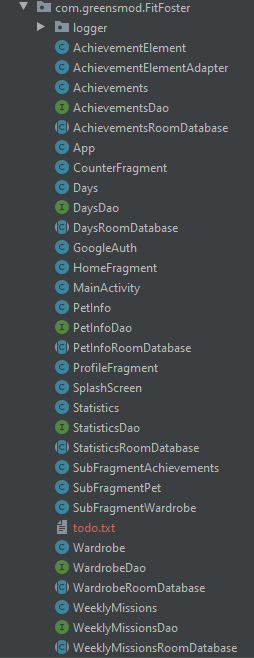 com.greensmod.FitFoster
logger
AchievementElement
AchievementElementAdapter
Achievements
AchievementsDao
AchievementsRoomDatabase
App
CounterFragment
Days
DaysDao
DaysRoomDatabase
GoogleAuth
HomeFragment
MainActivity
PetInfo
PetInfoDao
PetInfoRoomDatabase
ProfileFragment
SplashScreen
Statistics
StatisticsDao
StatisticsRoomDatabase
SubFragmentAchievements
SubFragmentPet
SubFragmentWardrobe
todo.txt
Wardrobe
WardrobeDao
WardrobeRoomDatabase
WeeklyMissions
WeeklyMissionsDao
WeeklyMissionsRoomDatabase